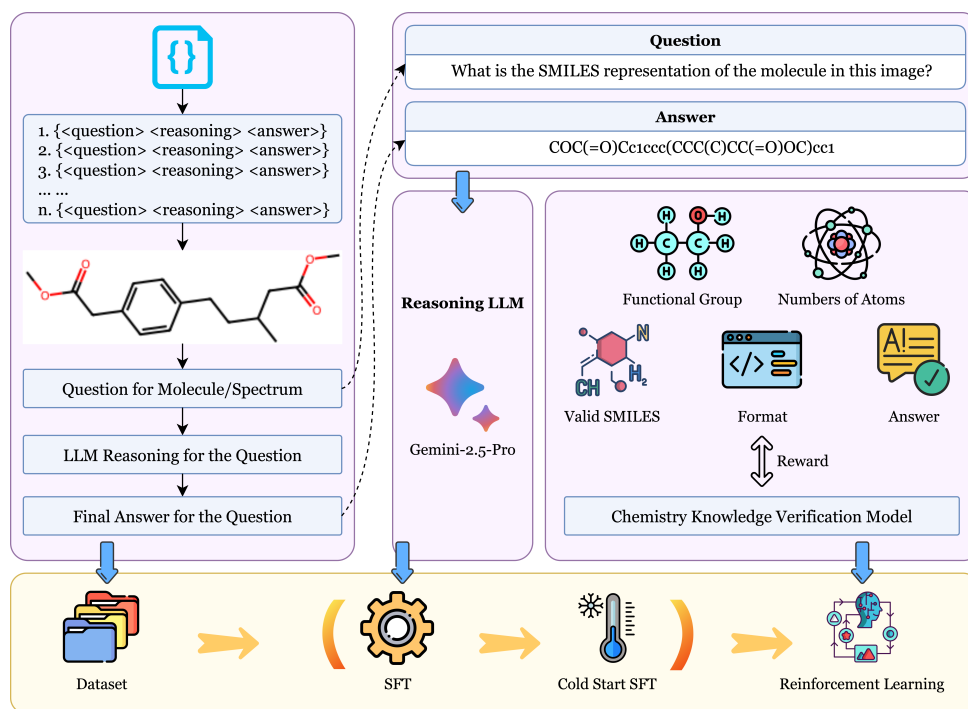 {}
1. {<question> <reasoning> <answer>}
2. {<question> <reasoning> <answer>}
3. {<question> <reasoning> <answer>}
... ...
n. {<question> <reasoning> <answer>}
O
O
O
O
Question for Molecule/Spectrum
LLM Reasoning for the Question
Final Answer for the Question
Question
What is the SMILES representation of the molecule in this image?
Answer
COC(=O)Cc1ccc(CCC(C)CC(=O)OC)cc1
Reasoning LLM
Gemini-2.5-Pro
H O H
H C C H
H H
Functional Group
Numbers of Atoms
N
CH
H2
Valid SMILES
</>
Format
A!
Answer
Reward
Chemistry Knowledge Verification Model
Dataset
SFT
Cold Start SFT
Reinforcement Learning